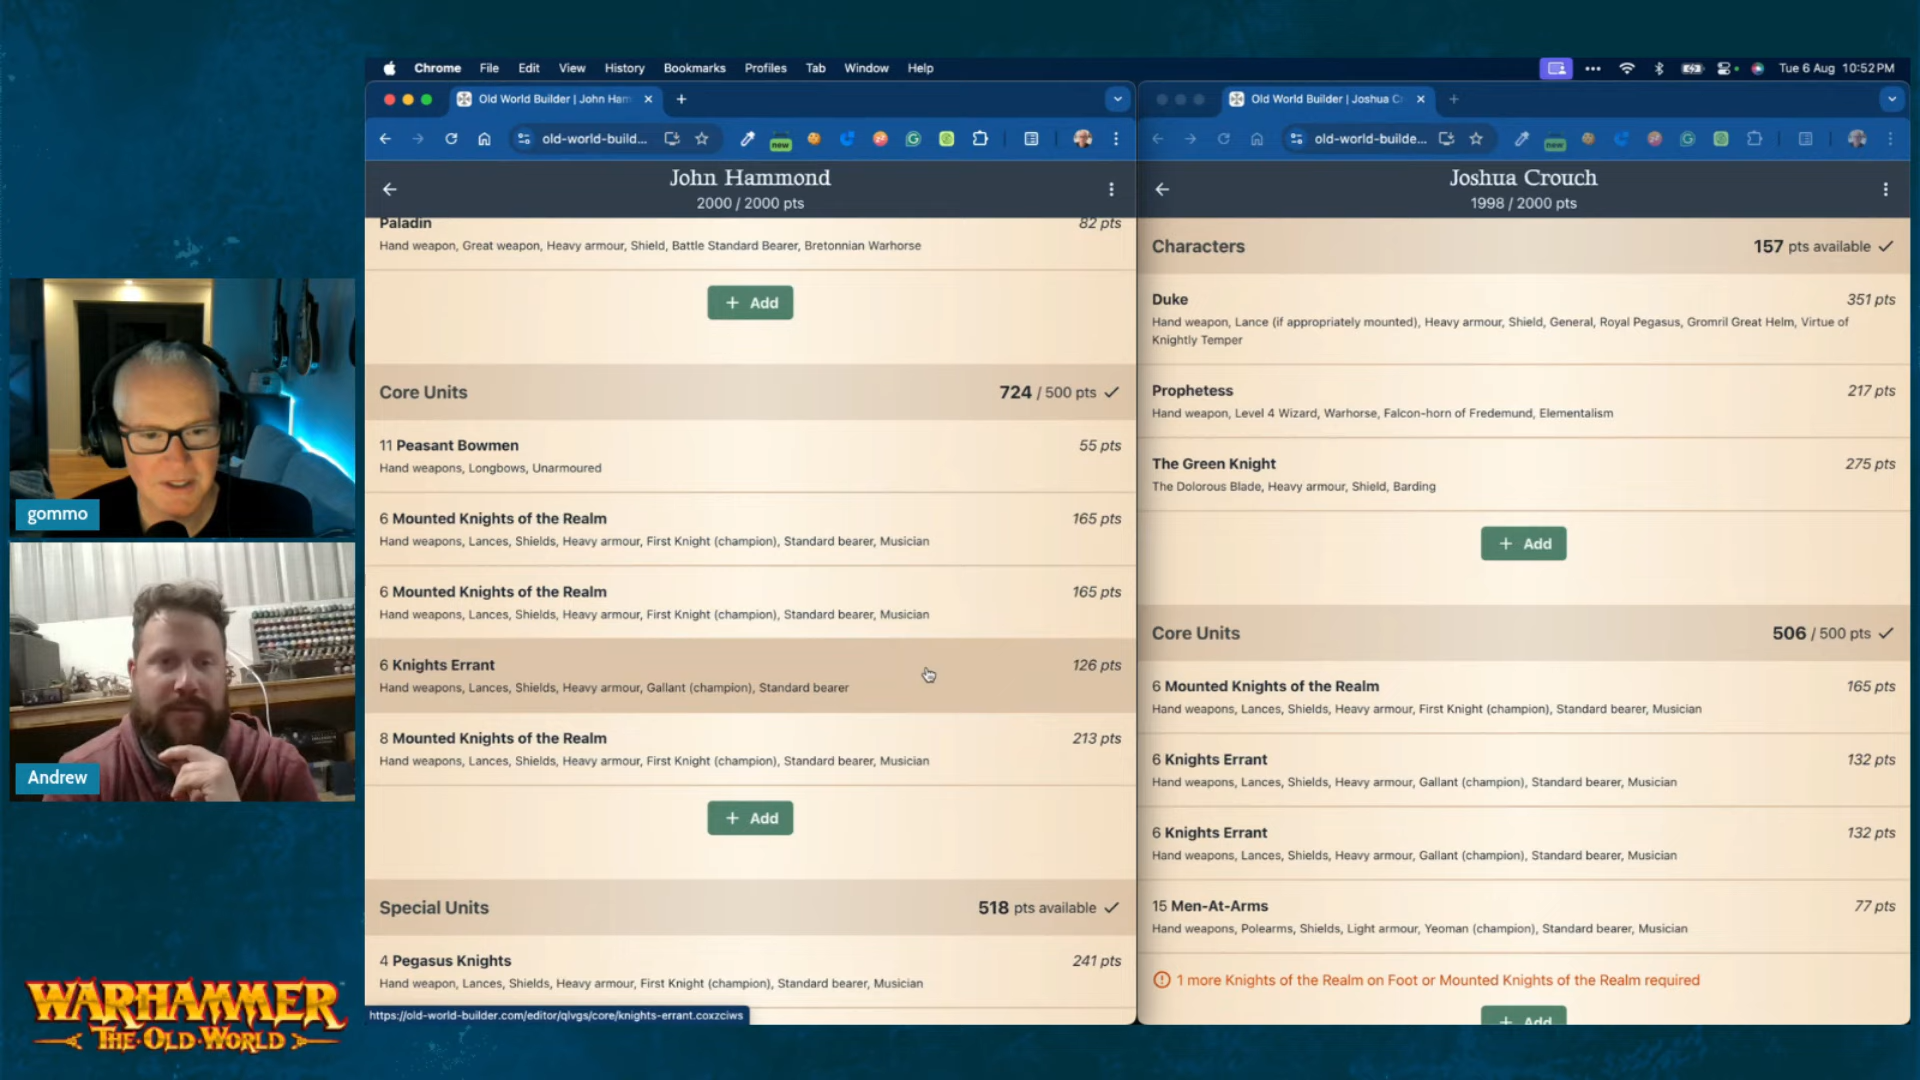 Chrome File Edit View History Bookmarks Profiles Tab Window Help
Tue 6 Aug 10:52 PM
Old World Builder | John Ham
old-world-build...
new
John Hammond
2000 / 2000 pts
Paladin 82 pts
Hand weapon, Great weapon, Heavy armour, Shield, Battle Standard Bearer, Bretonnian Warhorse
+ Add
Core Units 724 / 500 pts
11 Peasant Bowmen 55 pts
Hand weapons, Longbows, Unarmoured
6 Mounted Knights of the Realm 165 pts
Hand weapons, Lances, Shields, Heavy armour, First Knight (champion), Standard bearer, Musician
6 Mounted Knights of the Realm 165 pts
Hand weapons, Lances, Shields, Heavy armour, First Knight (champion), Standard bearer, Musician
6 Knights Errant 126 pts
Hand weapons, Lances, Shields, Heavy armour, Gallant (champion), Standard bearer
8 Mounted Knights of the Realm 213 pts
Hand weapons, Lances, Shields, Heavy armour, First Knight (champion), Standard bearer, Musician
+ Add
Special Units 518 pts available
4 Pegasus Knights 241 pts
Hand weapon, Lances, Shields, Heavy armour, First Knight (champion), Standard bearer, Musician
https://old-world-builder.com/editor/qlvgs/core/knights-errant.coxzciws
Old World Builder | Joshua C
old-world-builde...
new
Joshua Crouch
1998 / 2000 pts
Characters 157 pts available
Duke 351 pts
Hand weapon, Lance (if appropriately mounted), Heavy armour, Shield, General, Royal Pegasus, Gromril Great Helm, Virtue of
Knightly Temper
Prophetess 217 pts
Hand weapon, Level 4 Wizard, Warhorse, Falcon-horn of Fredemund, Elementalism
The Green Knight 275 pts
The Dolorous Blade, Heavy armour, Shield, Barding
+ Add
Core Units 506 / 500 pts
6 Mounted Knights of the Realm 165 pts
Hand weapons, Lances, Shields, Heavy armour, First Knight (champion), Standard bearer, Musician
6 Knights Errant 132 pts
Hand weapons, Lances, Shields, Heavy armour, Gallant (champion), Standard bearer, Musician
6 Knights Errant 132 pts
Hand weapons, Lances, Shields, Heavy armour, Gallant (champion), Standard bearer, Musician
15 Men-At-Arms 77 pts
Hand weapons, Polearms, Shields, Light armour, Yeoman (champion), Standard bearer, Musician
1 more Knights of the Realm on Foot or Mounted Knights of the Realm required
+ Add
gommo
Andrew
WARHAMMER
THE·OLD·WORLD